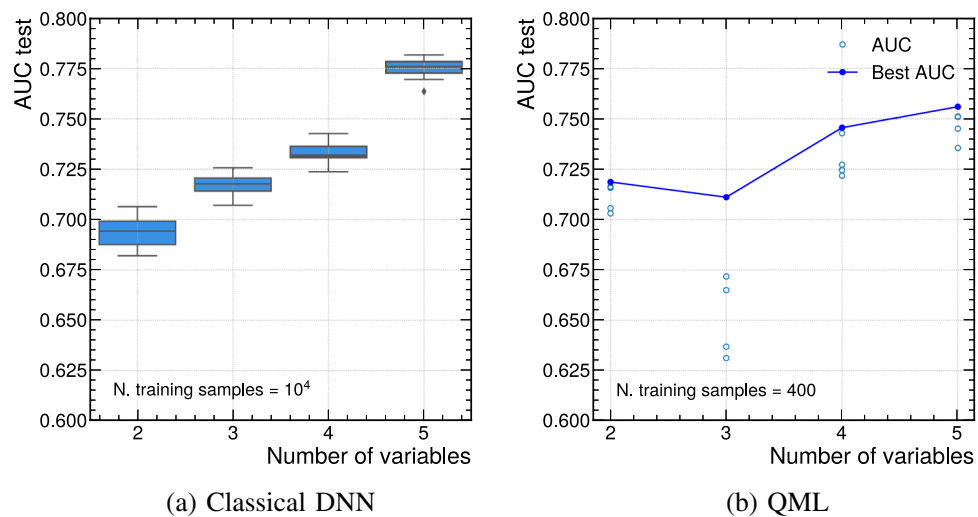 0.800
0.775
0.750
0.725
0.700
0.675
0.650
0.625
0.600
AUC test
N. training samples = 10⁴
2 3 4 5
Number of variables
(a) Classical DNN
0.800
0.775
0.750
0.725
0.700
0.675
0.650
0.625
0.600
AUC test
AUC
Best AUC
N. training samples = 400
2 3 4 5
Number of variables
(b) QML